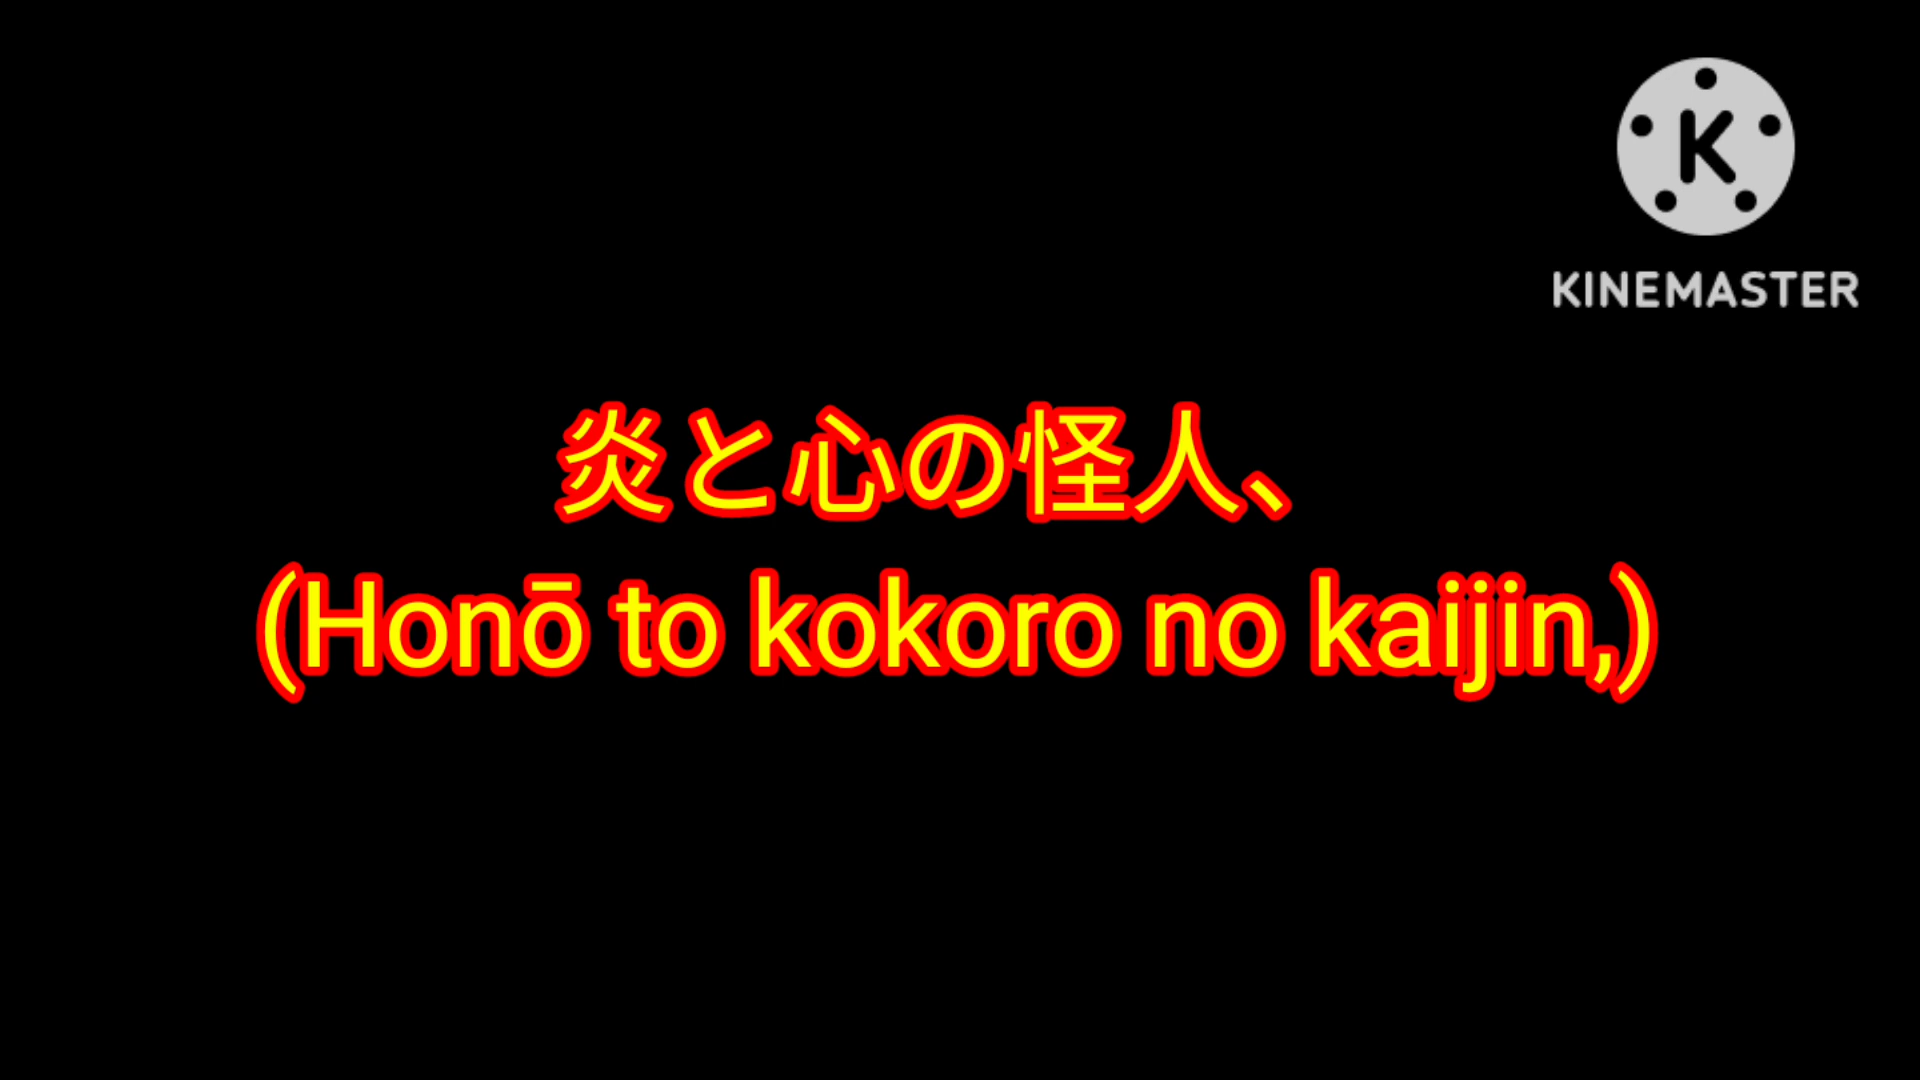 K
KINEMASTER
炎と心の怪人、
(Honō to kokoro no kaijin,)